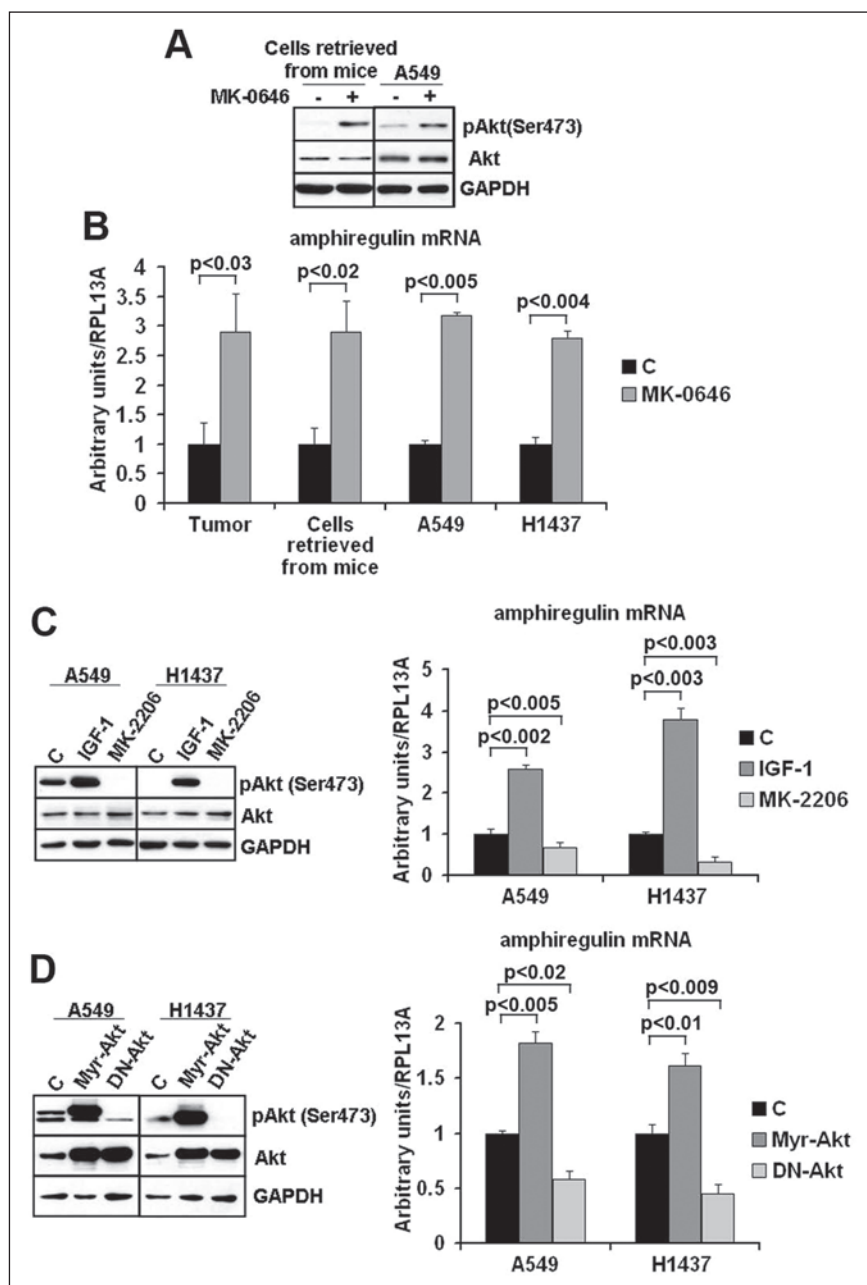 A
Cells retrieved
from mice
A549
MK-0646 - + - +
pAkt(Ser473)
Akt
GAPDH
B
amphiregulin mRNA
Arbitrary units/RPL13A
4
3.5
3
2.5
2
1.5
1
0.5
0
p<0.03
p<0.02
p<0.005
p<0.004
C
MK-0646
Tumor
Cells
retrieved
from mice
A549
H1437
C
A549 H1437
C IGF-1 MK-2206 C IGF-1 MK-2206
pAkt (Ser473)
Akt
GAPDH
amphiregulin mRNA
Arbitrary units/RPL13A
5
4
3
2
1
0
p<0.005
p<0.002
p<0.003
p<0.003
C
IGF-1
MK-2206
A549 H1437
D
A549 H1437
C Myr-Akt DN-Akt C Myr-Akt DN-Akt
pAkt (Ser473)
Akt
GAPDH
amphiregulin mRNA
Arbitrary units/RPL13A
2
1.5
1
0.5
0
p<0.02
p<0.005
p<0.009
p<0.01
C
Myr-Akt
DN-Akt
A549 H1437